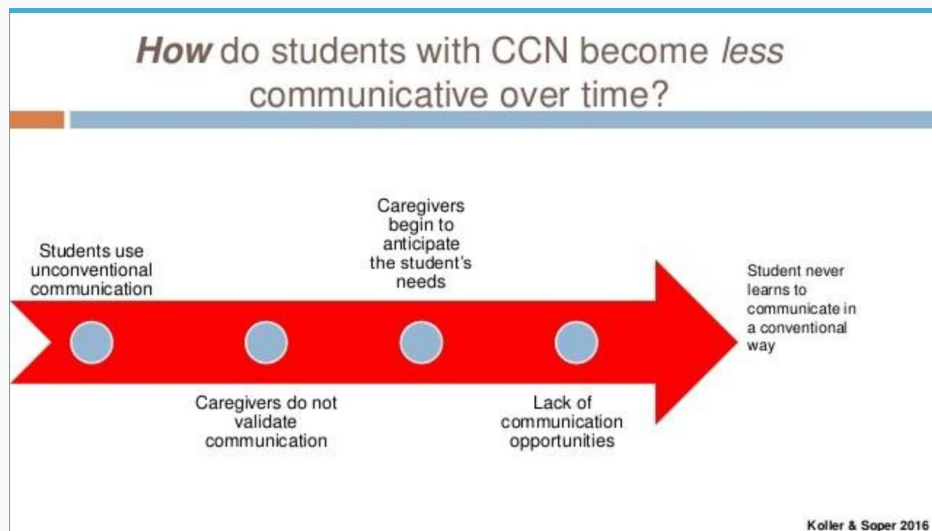 How do students with CCN become less
communicative over time?
Students use
unconventional
communication
Caregivers do not
validate
communication
Caregivers
begin to
anticipate
the student's
needs
Lack of
communication
opportunities
Student never
learns to
communicate in
a conventional
way
Koller & Soper 2016